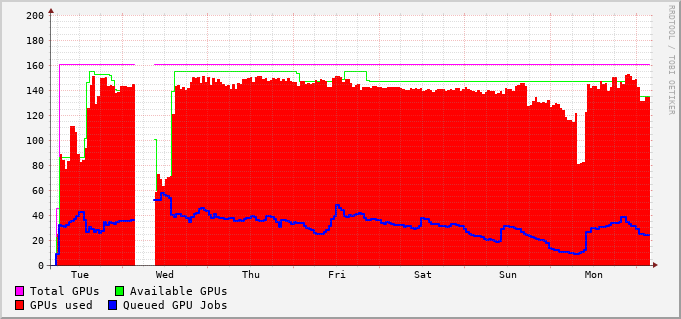 200
180
160
140
120
100
80
60
40
20
0
Tue Wed Thu Fri Sat Sun Mon
Total GPUs Available GPUs
GPUs used Queued GPU Jobs
RRDTOOL / TOBI OETIKER